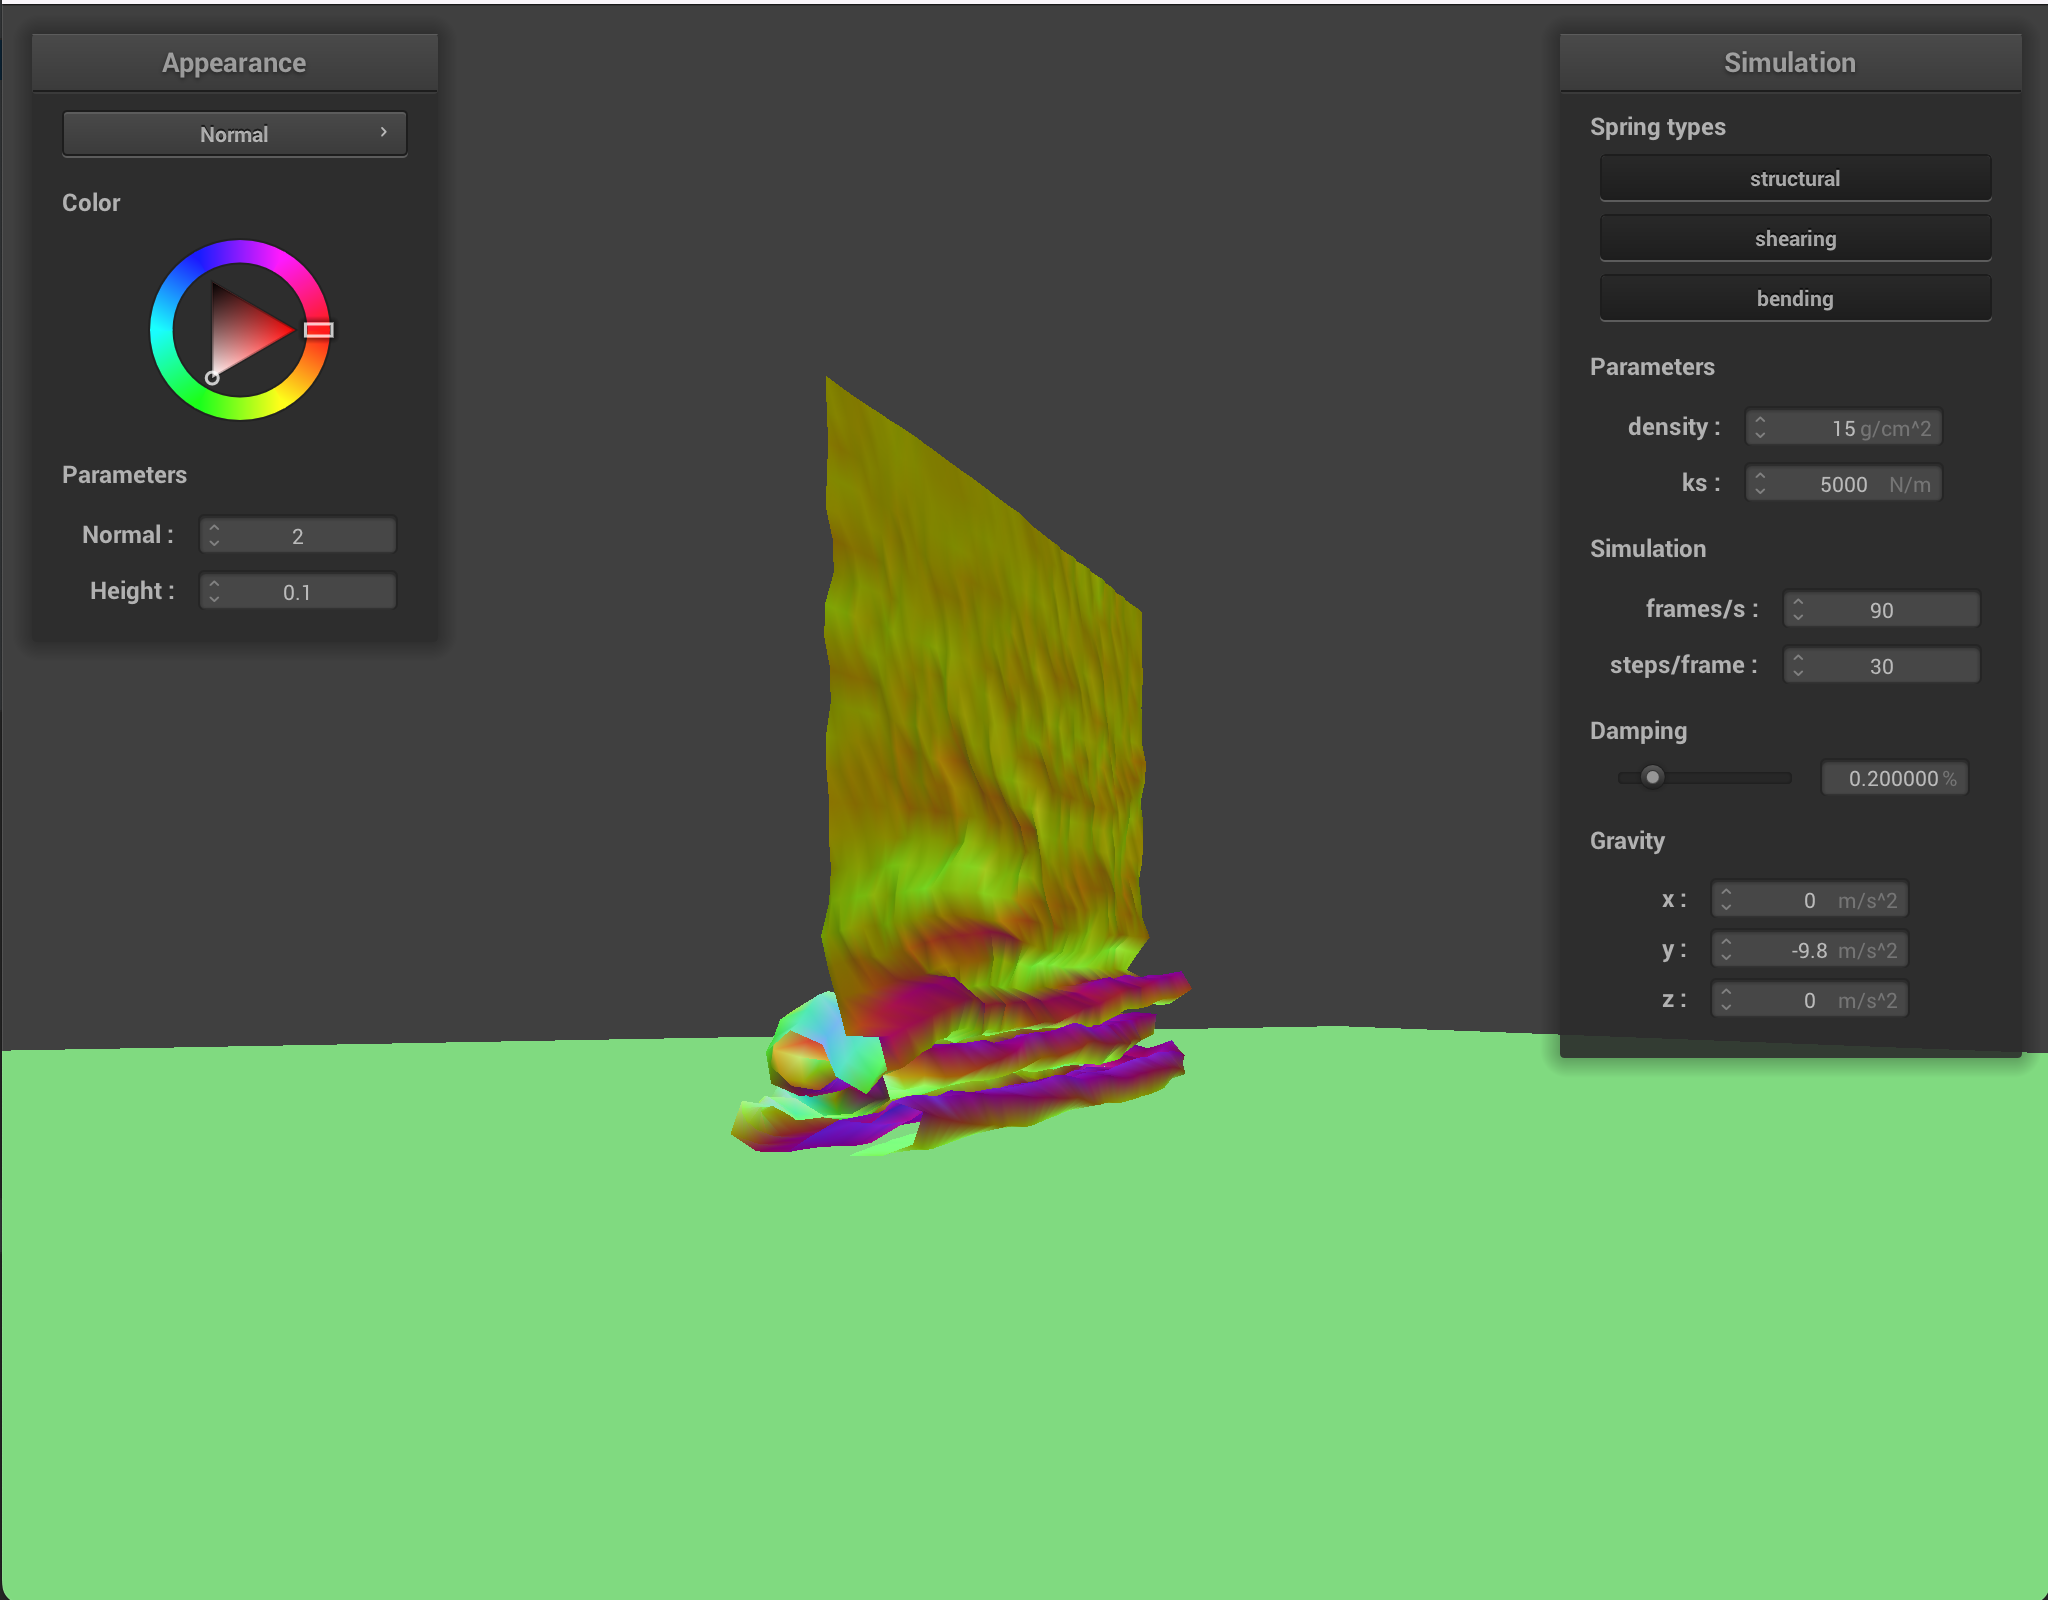 Appearance
Normal
Color
Parameters
Normal : 2
Height : 0.1
Simulation
Spring types
structural
shearing
bending
Parameters
density : 15 g/cm^2
ks : 5000 N/m
Simulation
frames/s : 90
steps/frame : 30
Damping
0.200000 %
Gravity
x : 0 m/s^2
y : -9.8 m/s^2
z : 0 m/s^2